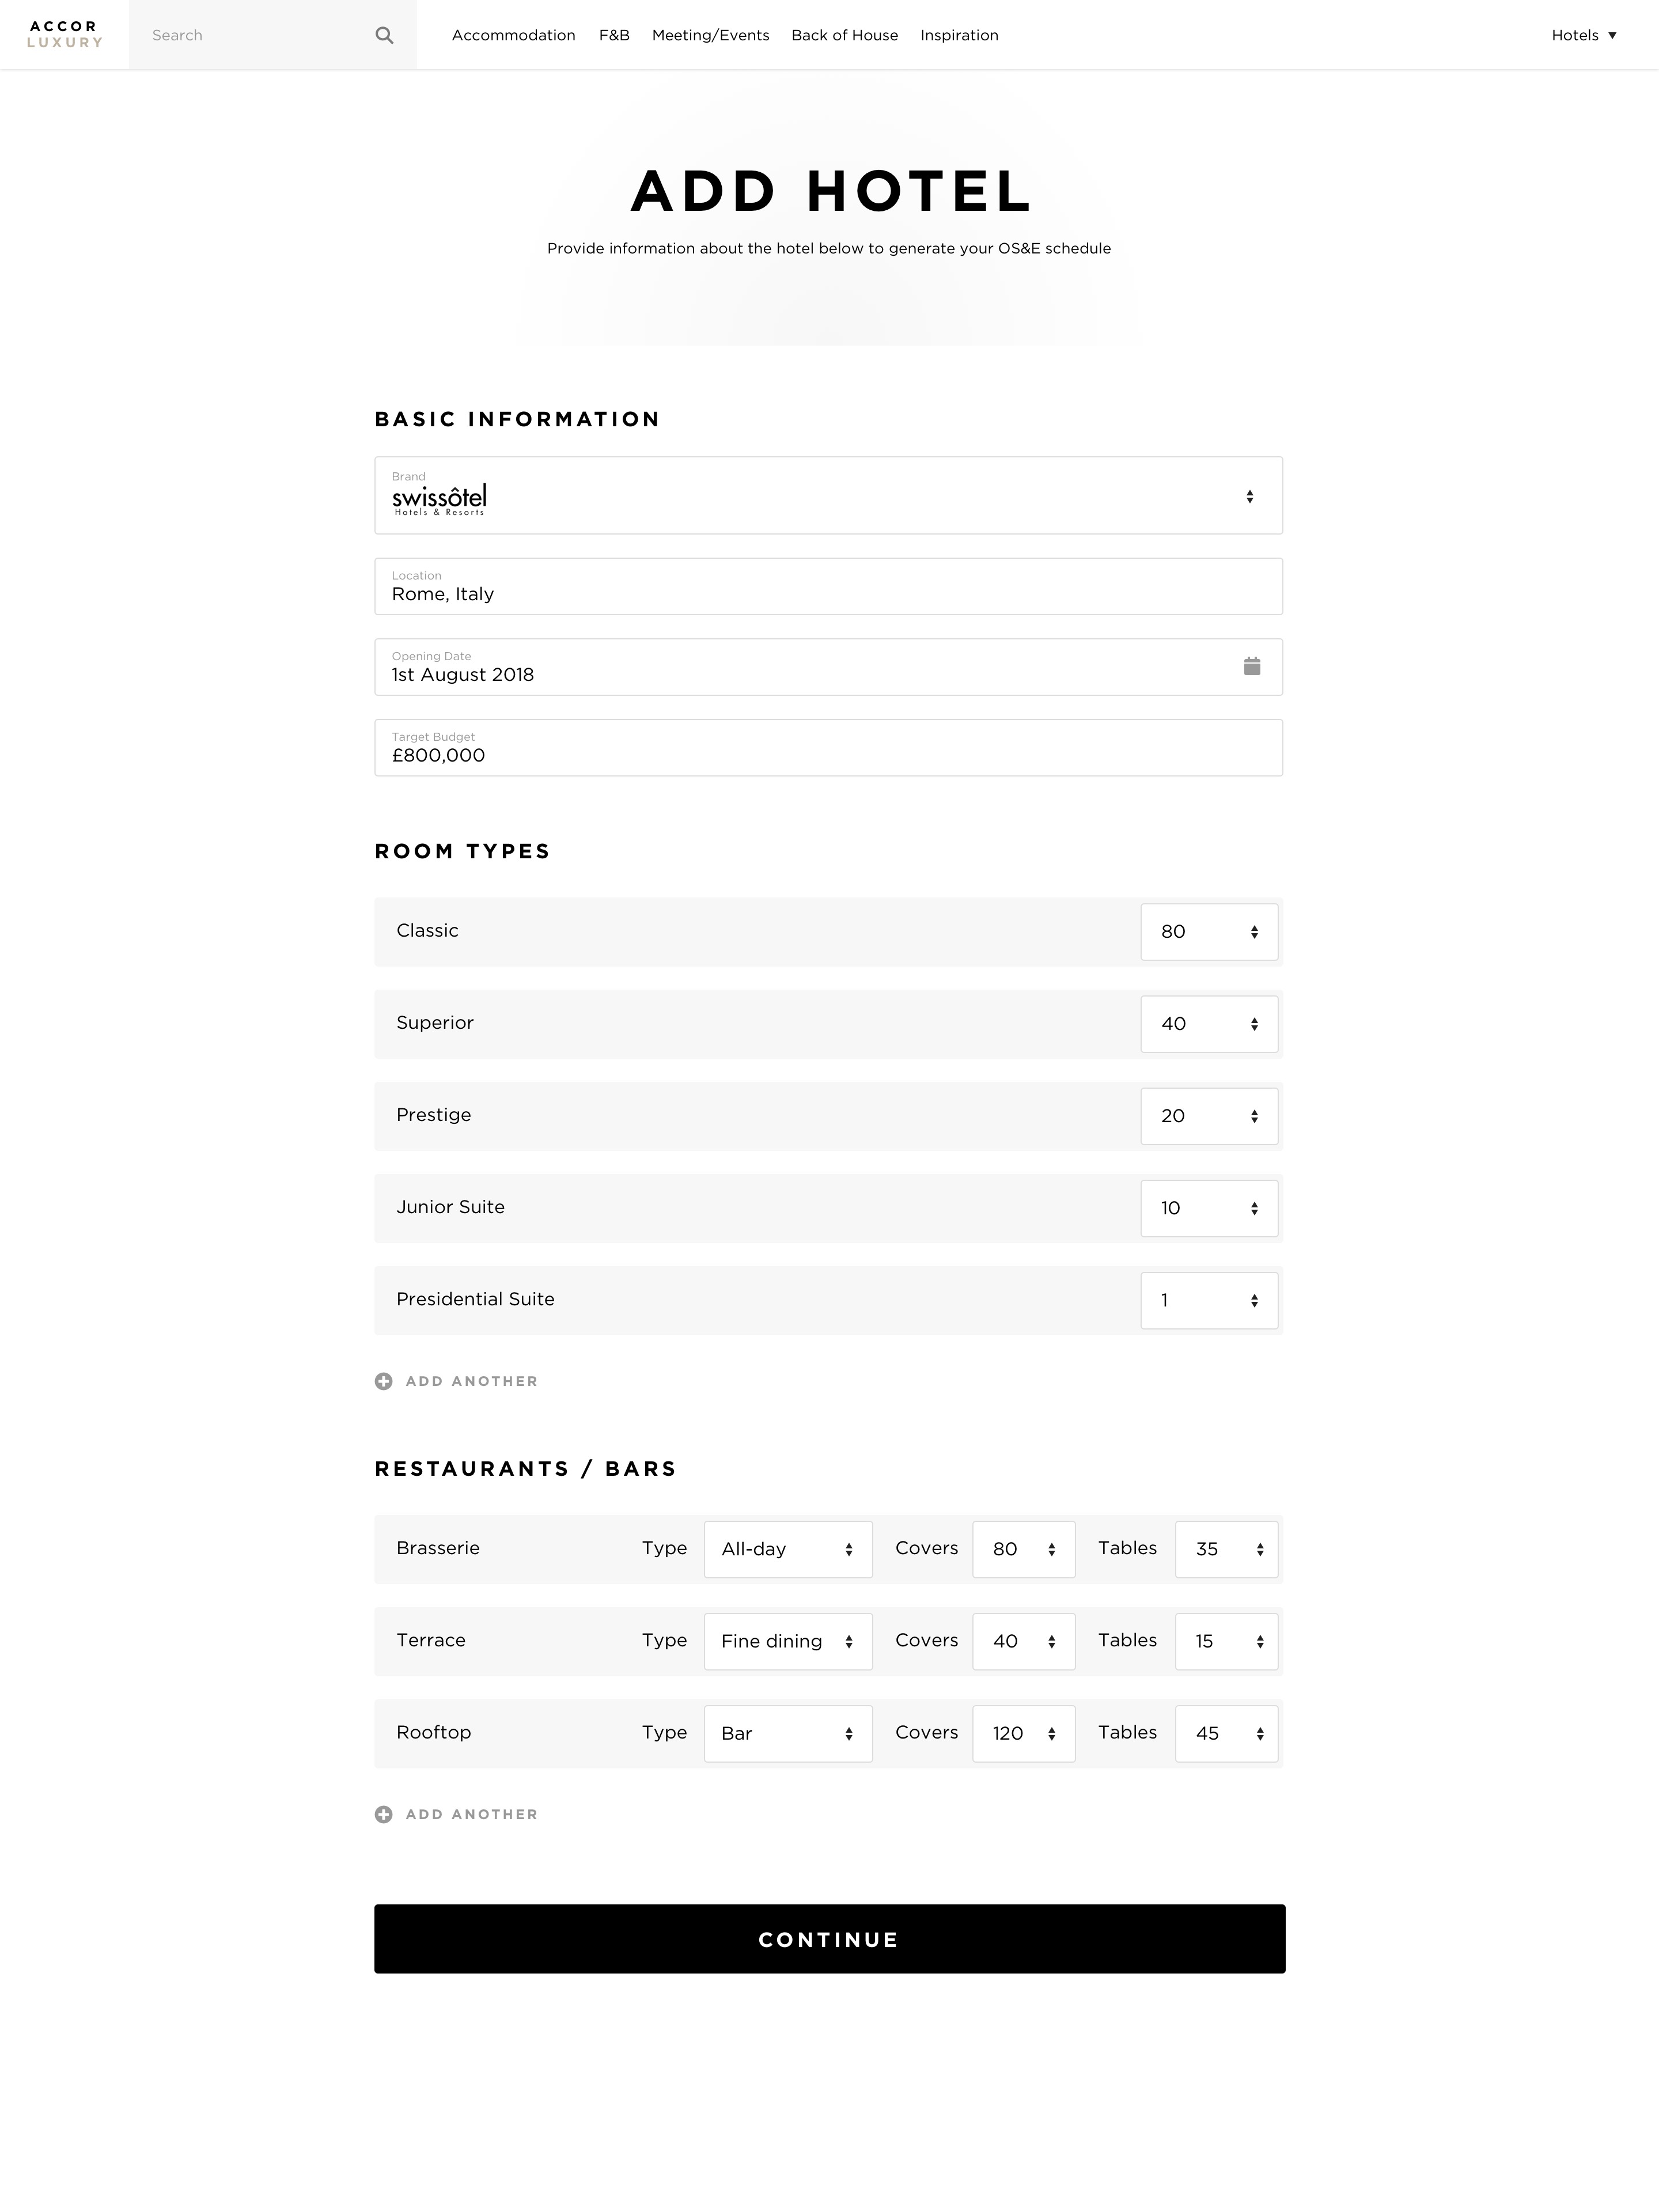 ACCOR
LUXURY
Search
Accommodation F&B Meeting/Events Back of House Inspiration
Hotels
ADD HOTEL
Provide information about the hotel below to generate your OS&E schedule
BASIC INFORMATION
Brand
swissôtel
Hotels & Resorts
Location
Rome, Italy
Opening Date
1st August 2018
Target Budget
£800,000
ROOM TYPES
Classic 80
Superior 40
Prestige 20
Junior Suite 10
Presidential Suite 1
ADD ANOTHER
RESTAURANTS / BARS
Brasserie Type All-day Covers 80 Tables 35
Terrace Type Fine dining Covers 40 Tables 15
Rooftop Type Bar Covers 120 Tables 45
ADD ANOTHER
CONTINUE